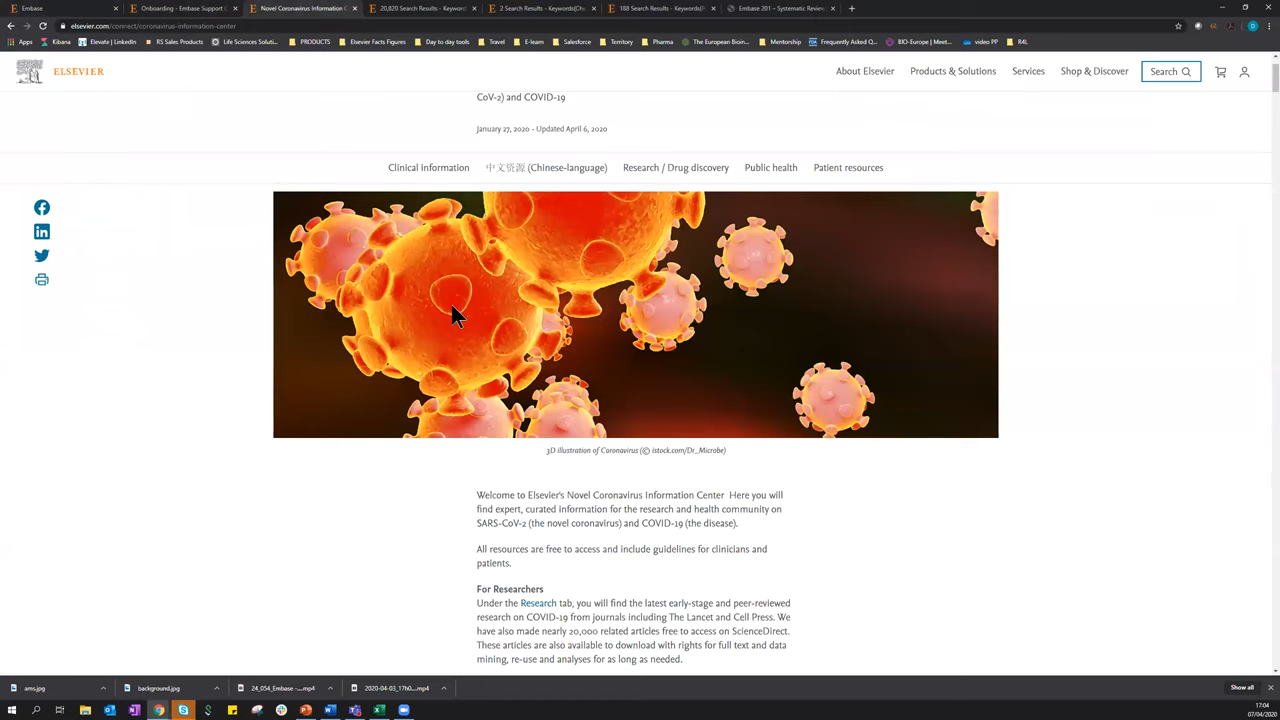 Embase
Onboarding - Embase Support C
Novel Coronavirus Information C
20,820 Search Results - Keyword
2 Search Results - Keywords(Ch
188 Search Results - Keywords(P
Embase 201 – Systematic Review
elsevier.com/connect/coronavirus-information-center
Apps
Kibana
Elevate | LinkedIn
RS Sales Products
Life Sciences Soluti...
PRODUCTS
Elsevier Facts Figures
Day to day tools
Travel
E-learn
Salesforce
Territory
Pharma
The European Bioin...
Mentorship
Frequently Asked Q...
BIO-Europe | Meet...
video PP
R4L
ELSEVIER
About Elsevier
Products & Solutions
Services
Shop & Discover
Search
CoV-2) and COVID-19
January 27, 2020 - Updated April 6, 2020
Clinical information
中文资源 (Chinese-language)
Research / Drug discovery
Public health
Patient resources
3D illustration of Coronavirus (© istock.com/Dr_Microbe)
Welcome to Elsevier's Novel Coronavirus Information Center Here you will
find expert, curated information for the research and health community on
SARS-CoV-2 (the novel coronavirus) and COVID-19 (the disease).
All resources are free to access and include guidelines for clinicians and
patients.
For Researchers
Under the Research tab, you will find the latest early-stage and peer-reviewed
research on COVID-19 from journals including The Lancet and Cell Press. We
have also made nearly 20,000 related articles free to access on ScienceDirect.
These articles are also available to download with rights for full text and data
mining, re-use and analyses for as long as needed.
ams.jpg
background.jpg
24_054_Embase -....mp4
2020-04-03_17h0....mp4
Show all
17:04
07/04/2020